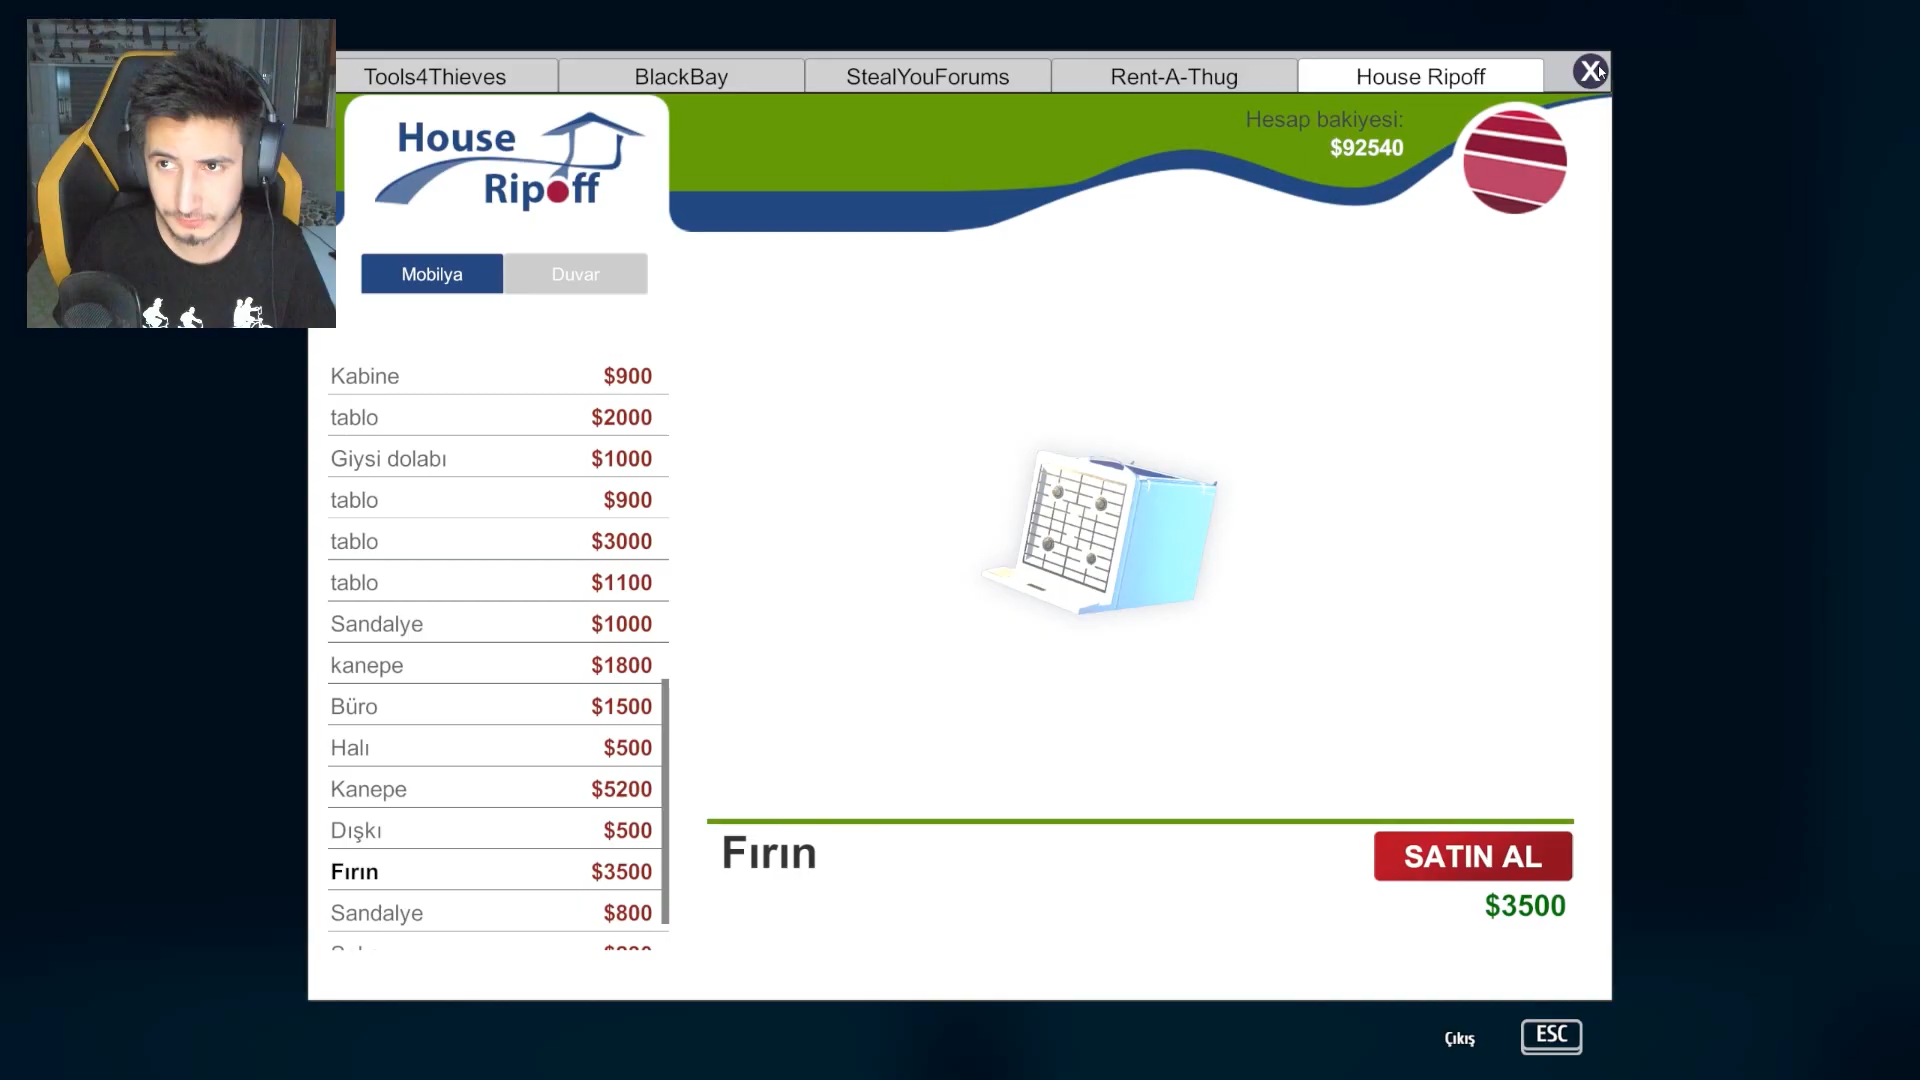 Tools4Thieves
BlackBay
StealYouForums
Rent-A-Thug
House Ripoff
X
House
Ripoff
Hesap bakiyesi:
$92540
Mobilya
Duvar
Kabine $900
tablo $2000
Giysi dolabı $1000
tablo $900
tablo $3000
tablo $1100
Sandalye $1000
kanepe $1800
Büro $1500
Halı $500
Kanepe $5200
Dışkı $500
Fırın $3500
Sandalye $800
Fırın
SATIN AL
$3500
Çıkış
ESC